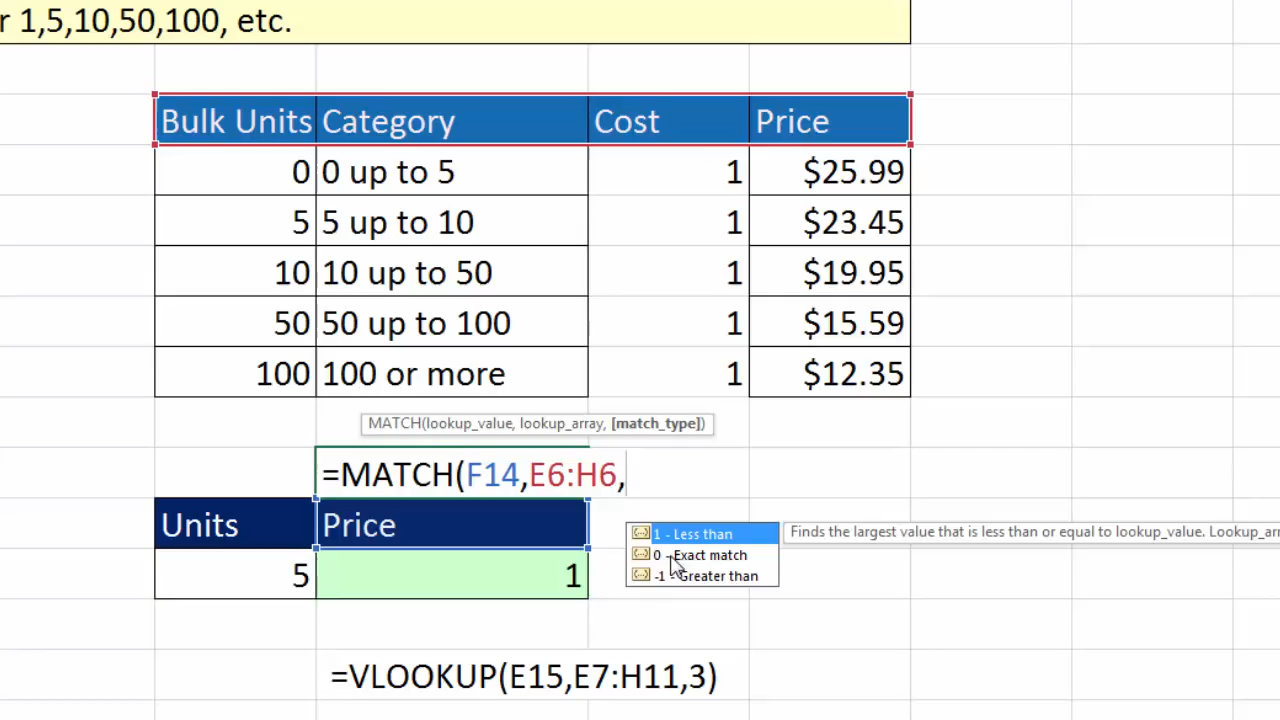 r 1,5,10,50,100, etc.
Bulk Units Category Cost Price
0 0 up to 5 1 $25.99
5 5 up to 10 1 $23.45
10 10 up to 50 1 $19.95
50 50 up to 100 1 $15.59
100 100 or more 1 $12.35
MATCH(lookup_value, lookup_array, [match_type])
=MATCH(F14,E6:H6,
Units Price
1 - Less than Finds the largest value that is less than or equal to lookup_value. Lookup_arra
0 - Exact match
-1 - Greater than
5 1
=VLOOKUP(E15,E7:H11,3)